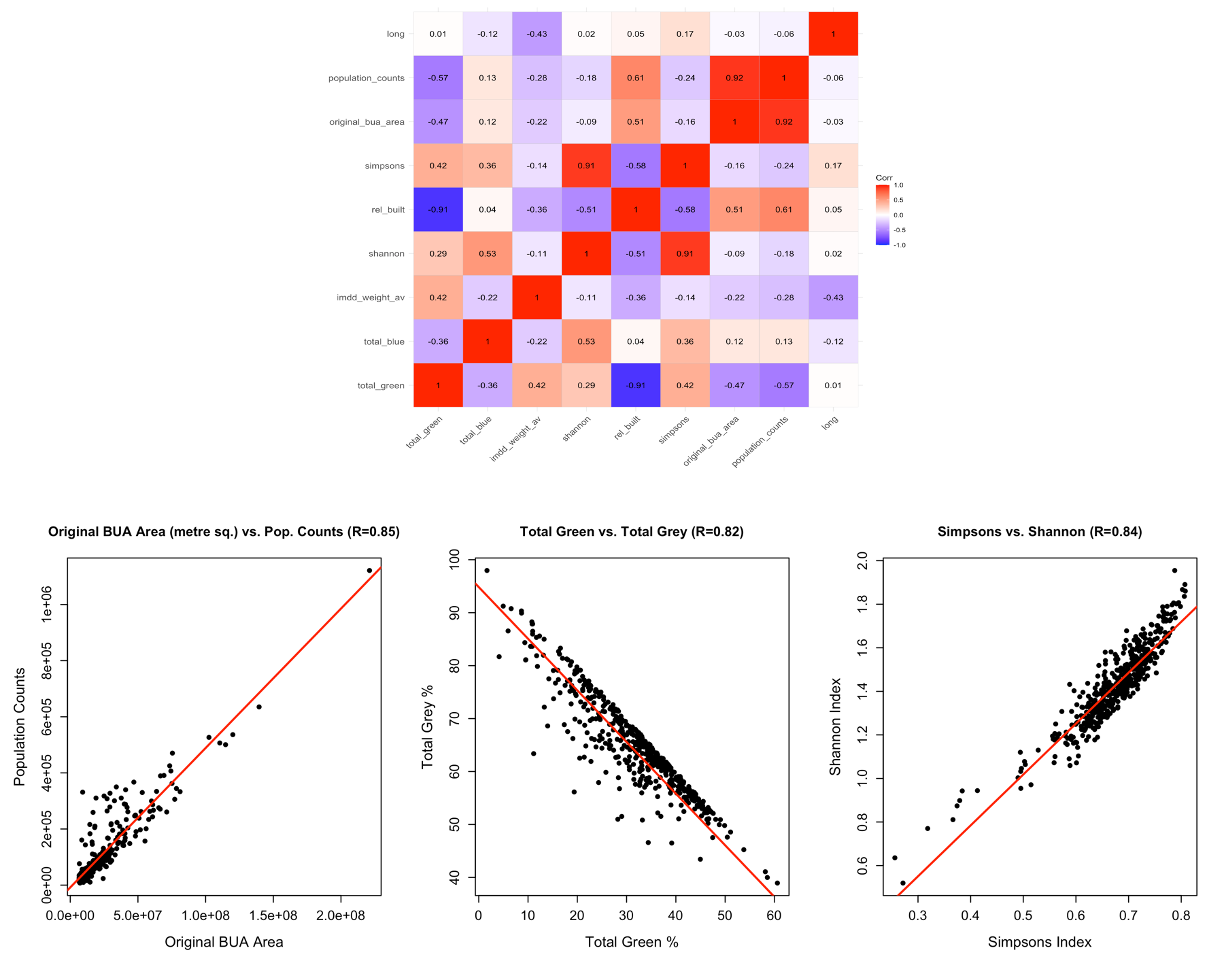 long 0.01 -0.12 -0.43 0.02 0.05 0.17 -0.03 -0.06 1
population_counts -0.57 0.13 -0.28 -0.18 0.61 -0.24 0.92 1 -0.06
original_bua_area -0.47 0.12 -0.22 -0.09 0.51 -0.16 1 0.92 -0.03
simpsons 0.42 0.36 -0.14 0.91 -0.58 1 -0.16 -0.24 0.17
rel_built -0.91 0.04 -0.36 -0.51 1 -0.58 0.51 0.61 0.05
shannon 0.29 0.53 -0.11 1 -0.51 0.91 -0.09 -0.18 0.02
imdd_weight_av 0.42 -0.22 1 -0.11 -0.36 -0.14 -0.22 -0.28 -0.43
total_blue -0.36 1 -0.22 0.53 0.04 0.36 0.12 0.13 -0.12
total_green 1 -0.36 0.42 0.29 -0.91 0.42 -0.47 -0.57 0.01
total_green total_blue imdd_weight_av shannon rel_built simpsons original_bua_area population_counts long
Corr
1.0
0.5
0.0
-0.5
-1.0
Original BUA Area (metre sq.) vs. Pop. Counts (R=0.85)
Population Counts
1e+06
8e+05
6e+05
4e+05
2e+05
0e+00
0.0e+00 5.0e+07 1.0e+08 1.5e+08 2.0e+08
Original BUA Area
Total Green vs. Total Grey (R=0.82)
Total Grey %
100
90
80
70
60
50
40
0 10 20 30 40 50 60
Total Green %
Simpsons vs. Shannon (R=0.84)
Shannon Index
2.0
1.8
1.6
1.4
1.2
1.0
0.8
0.6
0.3 0.4 0.5 0.6 0.7 0.8
Simpsons Index